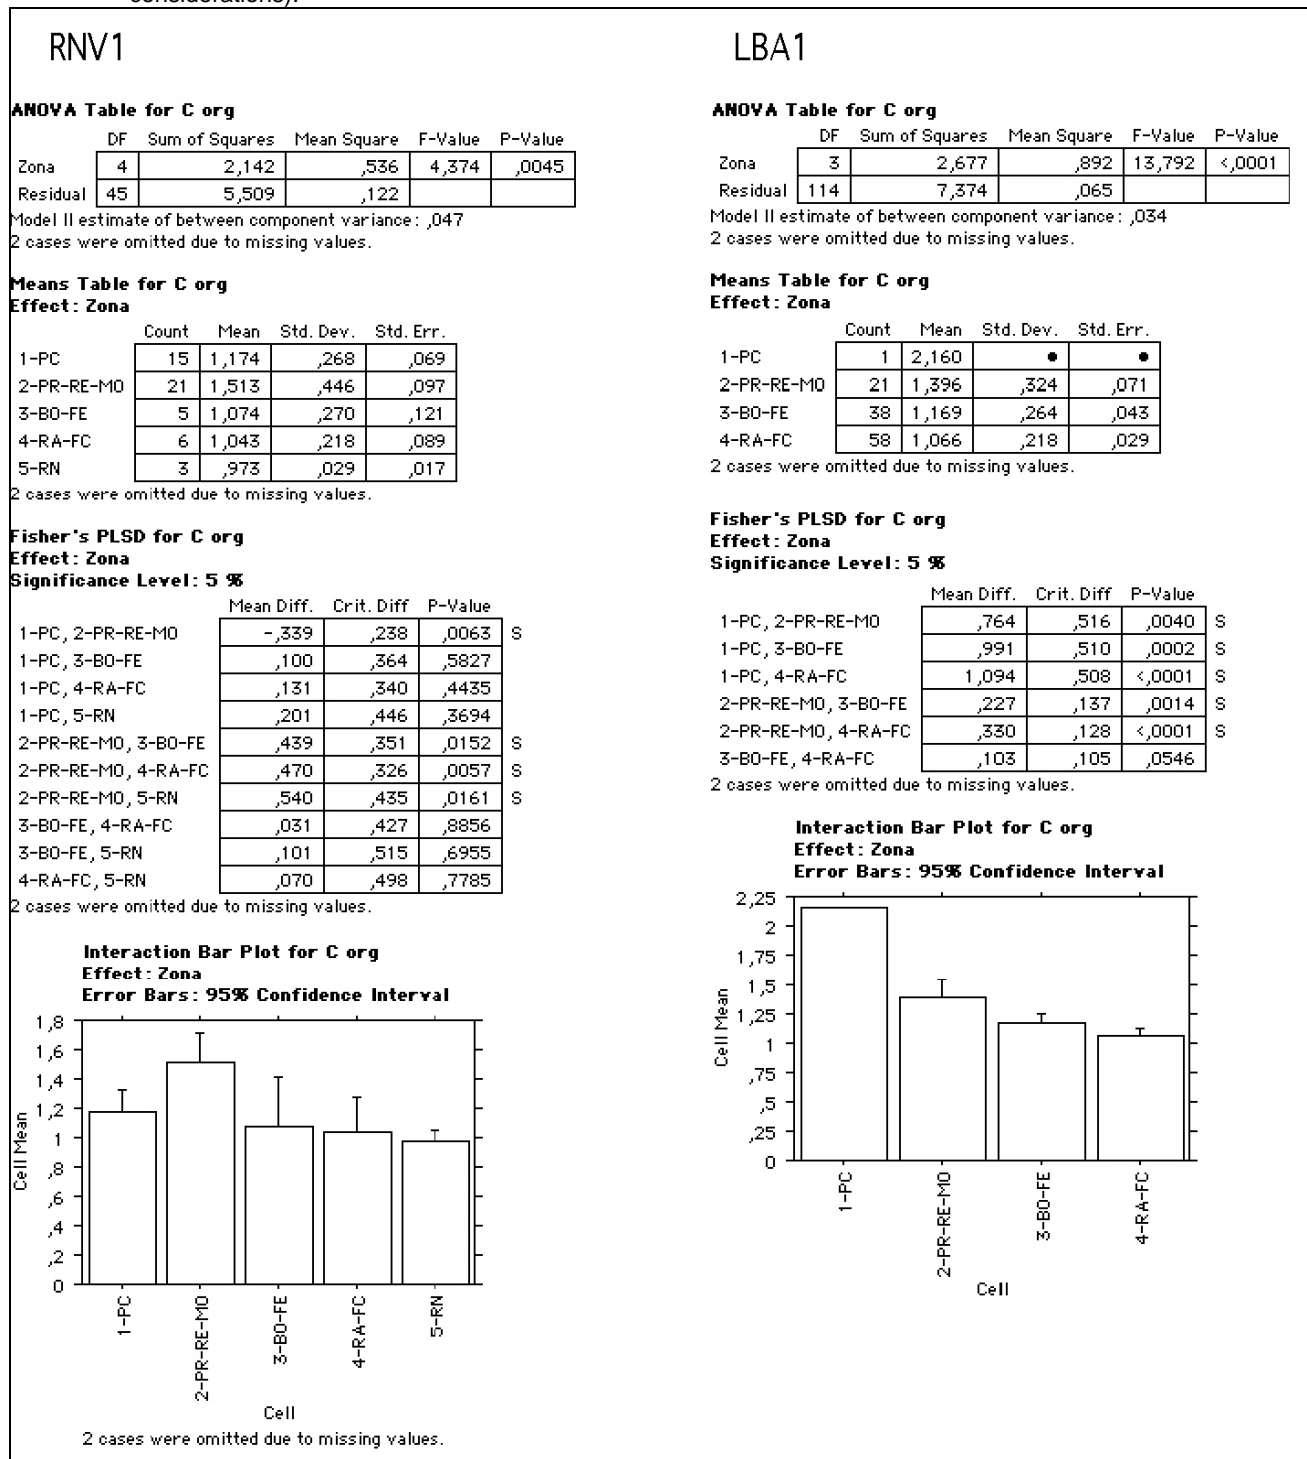 considerations).
RNV1
ANOVA Table for C org
DF Sum of Squares Mean Square F-Value P-Value
Zona 4 2,142 ,536 4,374 ,0045
Residual 45 5,509 ,122
Model II estimate of between component variance: ,047
2 cases were omitted due to missing values.
Means Table for C org
Effect: Zona
Count Mean Std. Dev. Std. Err.
1-PC 15 1,174 ,268 ,069
2-PR-RE-MO 21 1,513 ,446 ,097
3-BO-FE 5 1,074 ,270 ,121
4-RA-FC 6 1,043 ,218 ,089
5-RN 3 ,973 ,029 ,017
2 cases were omitted due to missing values.
Fisher's PLSD for C org
Effect: Zona
Significance Level: 5 %
Mean Diff. Crit. Diff P-Value
1-PC, 2-PR-RE-MO -,339 ,238 ,0063 S
1-PC, 3-BO-FE ,100 ,364 ,5827
1-PC, 4-RA-FC ,131 ,340 ,4435
1-PC, 5-RN ,201 ,446 ,3694
2-PR-RE-MO, 3-BO-FE ,439 ,351 ,0152 S
2-PR-RE-MO, 4-RA-FC ,470 ,326 ,0057 S
2-PR-RE-MO, 5-RN ,540 ,435 ,0161 S
3-BO-FE, 4-RA-FC ,031 ,427 ,8856
3-BO-FE, 5-RN ,101 ,515 ,6955
4-RA-FC, 5-RN ,070 ,498 ,7785
2 cases were omitted due to missing values.
Interaction Bar Plot for C org
Effect: Zona
Error Bars: 95% Confidence Interval
1,8
1,6
1,4
1,2
1
,8
,6
,4
,2
0
Cell Mean
1-PC
2-PR-RE-MO
3-BO-FE
4-RA-FC
5-RN
Cell
2 cases were omitted due to missing values.
LBA1
ANOVA Table for C org
DF Sum of Squares Mean Square F-Value P-Value
Zona 3 2,677 ,892 13,792 <,0001
Residual 114 7,374 ,065
Model II estimate of between component variance: ,034
2 cases were omitted due to missing values.
Means Table for C org
Effect: Zona
Count Mean Std. Dev. Std. Err.
1-PC 1 2,160 • •
2-PR-RE-MO 21 1,396 ,324 ,071
3-BO-FE 38 1,169 ,264 ,043
4-RA-FC 58 1,066 ,218 ,029
2 cases were omitted due to missing values.
Fisher's PLSD for C org
Effect: Zona
Significance Level: 5 %
Mean Diff. Crit. Diff P-Value
1-PC, 2-PR-RE-MO ,764 ,516 ,0040 S
1-PC, 3-BO-FE ,991 ,510 ,0002 S
1-PC, 4-RA-FC 1,094 ,508 <,0001 S
2-PR-RE-MO, 3-BO-FE ,227 ,137 ,0014 S
2-PR-RE-MO, 4-RA-FC ,330 ,128 <,0001 S
3-BO-FE, 4-RA-FC ,103 ,105 ,0546
2 cases were omitted due to missing values.
Interaction Bar Plot for C org
Effect: Zona
Error Bars: 95% Confidence Interval
2,25
2
1,75
1,5
1,25
1
,75
,5
,25
0
Cell Mean
1-PC
2-PR-RE-MO
3-BO-FE
4-RA-FC
Cell